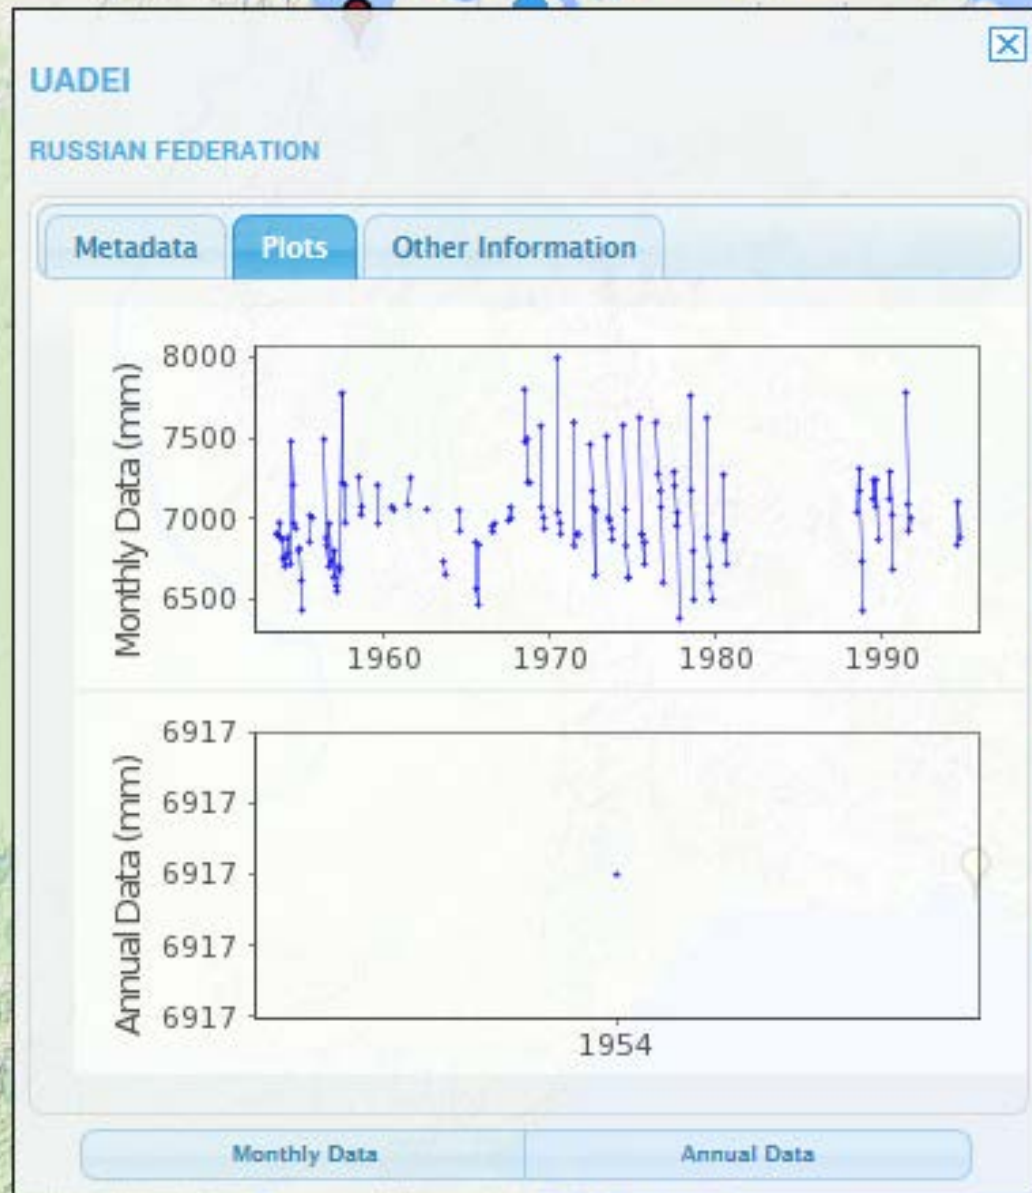 UADEI
RUSSIAN FEDERATION
Metadata
Plots
Other Information
Monthly Data (mm)
8000
7500
7000
6500
1960 1970 1980 1990
Annual Data (mm)
6917
6917
6917
6917
6917
1954
Monthly Data
Annual Data